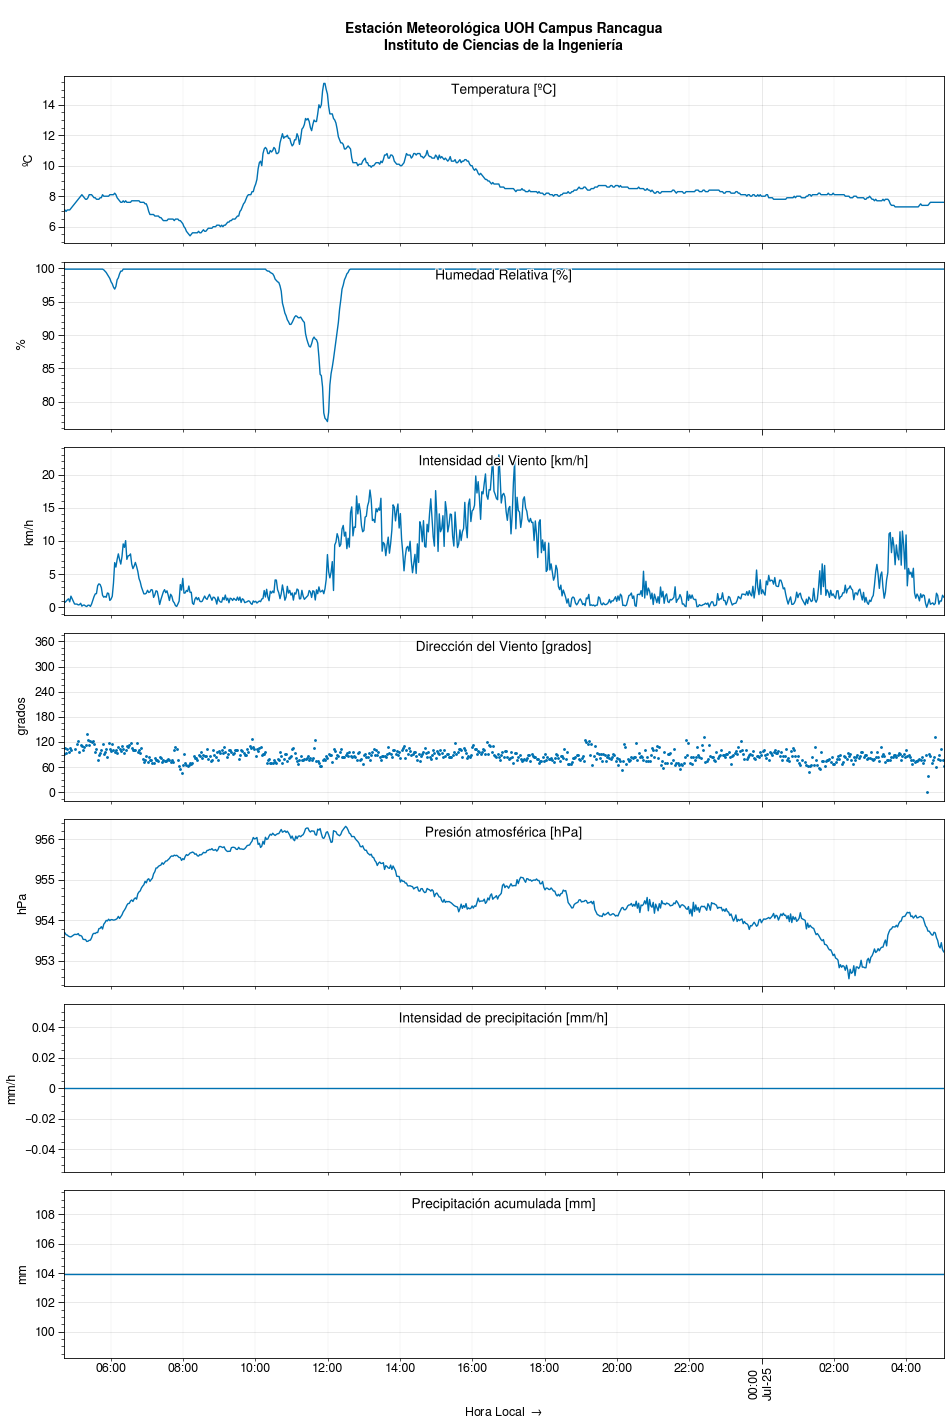 Estación Meteorológica UOH Campus Rancagua
Instituto de Ciencias de la Ingeniería
Temperatura [ºC]
ºC
14
12
10
8
6
Humedad Relativa [%]
%
100
95
90
85
80
Intensidad del Viento [km/h]
km/h
20
15
10
5
0
Dirección del Viento [grados]
grados
360
300
240
180
120
60
0
Presión atmosférica [hPa]
hPa
956
955
954
953
Intensidad de precipitación [mm/h]
mm/h
0.04
0.02
0
−0.02
−0.04
Precipitación acumulada [mm]
mm
108
106
104
102
100
06:00 08:00 10:00 12:00 14:00 16:00 18:00 20:00 22:00 00:00 02:00 04:00
Jul-25
Hora Local →